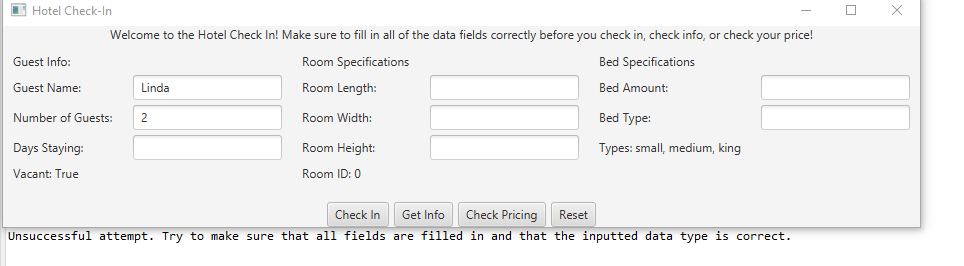 Hotel Check-In
Welcome to the Hotel Check In! Make sure to fill in all of the data fields correctly before you check in, check info, or check your price!
Guest Info: Room Specifications Bed Specifications
Guest Name: Linda Room Length: Bed Amount:
Number of Guests: 2 Room Width: Bed Type:
Days Staying: Room Height: Types: small, medium, king
Vacant: True Room ID: 0
Check In Get Info Check Pricing Reset
Unsuccessful attempt. Try to make sure that all fields are filled in and that the inputted data type is correct.